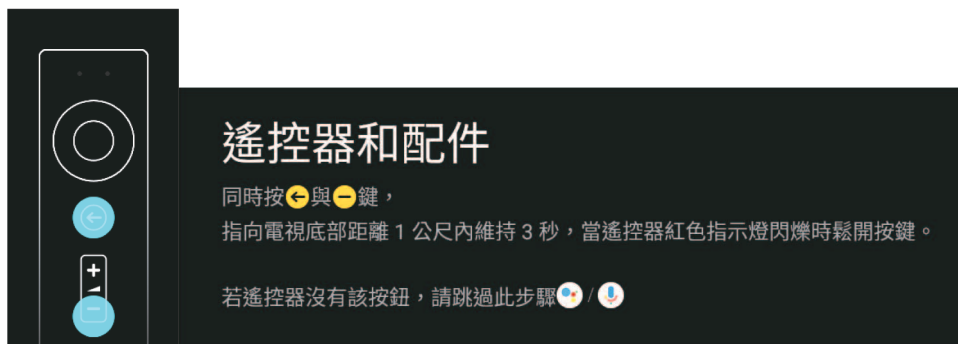 遙控器和配件
同時按與鍵，
指向電視底部距離 1 公尺內維持 3 秒，當遙控器紅色指示燈閃爍時鬆開按鍵。
若遙控器沒有該按鈕，請跳過此步驟 /